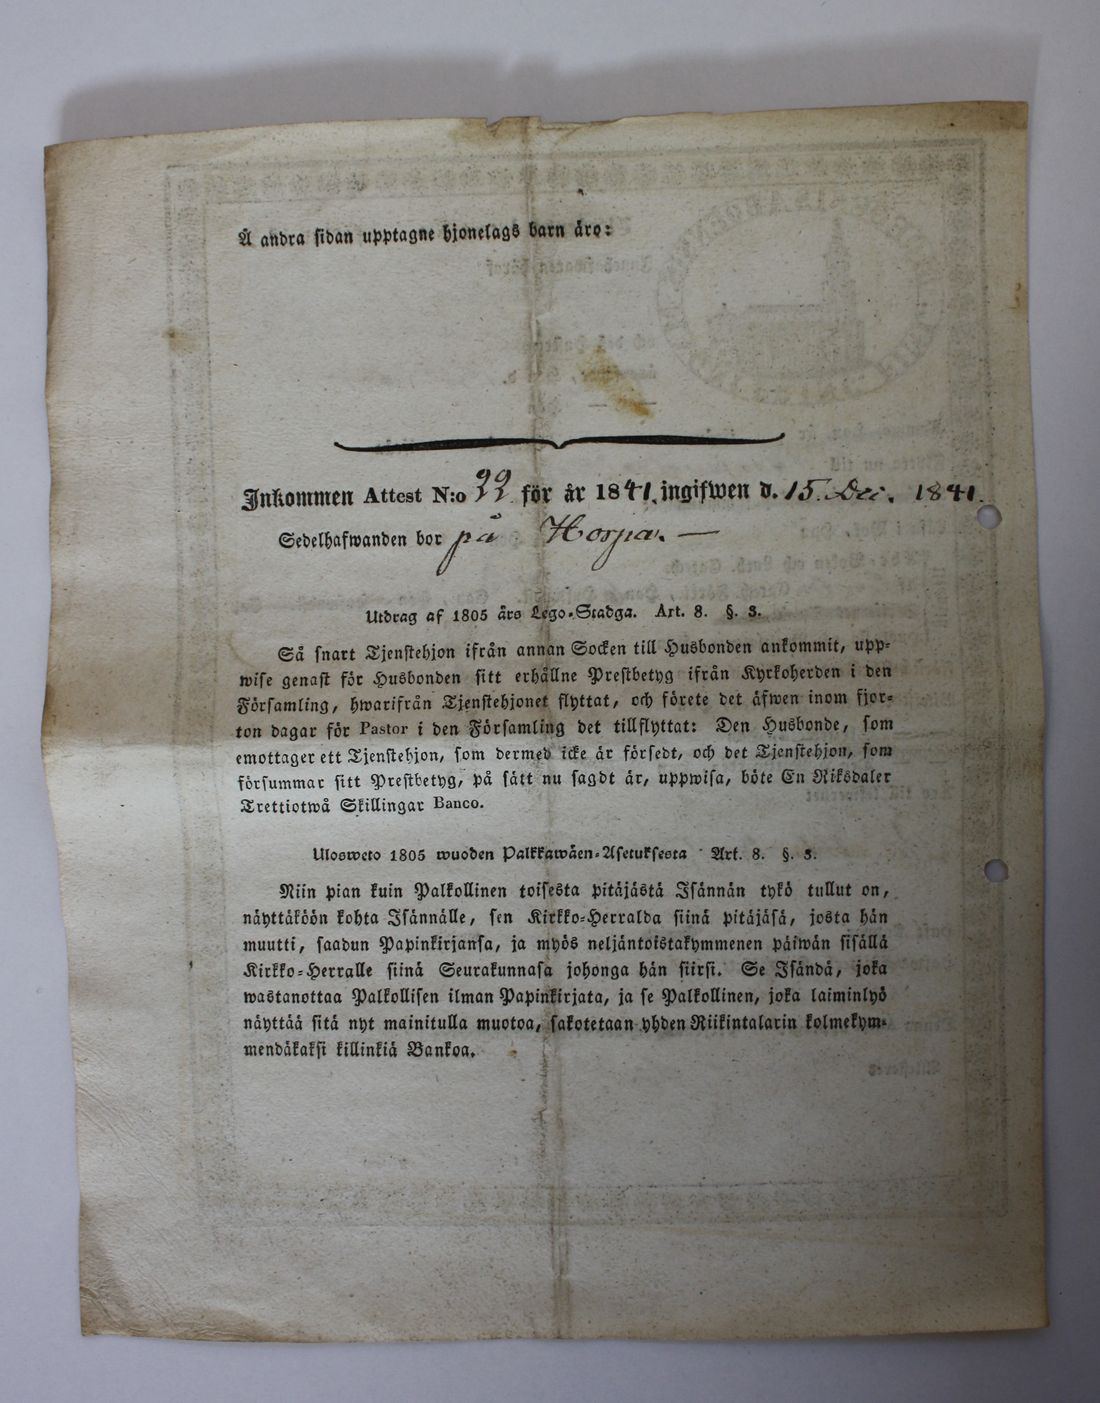 Å andra sidan upptagne hjonelags barn äro:
Inkommen Attest N:o 99 för år 1841. ingifwen d. 15. Dec. 1841.
Sedelhafwanden bor på Horpa. —
Utdrag af 1805 års Lego-Stadga. Art. 8. §. 3.
Så snart Tjenstehjon ifrån annan Socken till Husbonden ankommit, upp-
wise genast för Husbonden sitt erhållne Prestbetyg ifrån Kyrkoherden i den
Församling, hwarifrån Tjenstehjonet flyttat, och förete det äfwen inom fjor-
ton dagar för Pastor i den Församling det tillflyttat: Den Husbonde, som
emottager ett Tjenstehjon, som dermed icke är försedt, och det Tjenstehjon, som
försummar sitt Prestbetyg, på sätt nu sagdt är, uppwisa, böte En Riksdaler
Trettiotwå Skillingar Banco.
Ulosweto 1805 wuoden Palkkawäen-Asetuksesta Art. 8. §. 3.
Niin pian kuin Palkollinen toisesta pitäjästä Isännän tykö tullut on,
näyttäköön kohta Isännälle, sen Kirkko-Herralda siinä pitäjäsä, josta hän
muutti, saadun Papinkirjansa, ja myös neljäntoistakymmenen päiwän sisällä
Kirkko-Herralle siinä Seurakunnasa johonga hän siirsi. Se Isändä, joka
wastanottaa Palkollisen ilman Papinkirjata, ja se Palkollinen, joka laiminlyö
näyttää sitä nyt mainitulla muotoa, sakotetaan yhden Riikintalarin kolmekym-
mendäkaksi killinkiä Bankoa.